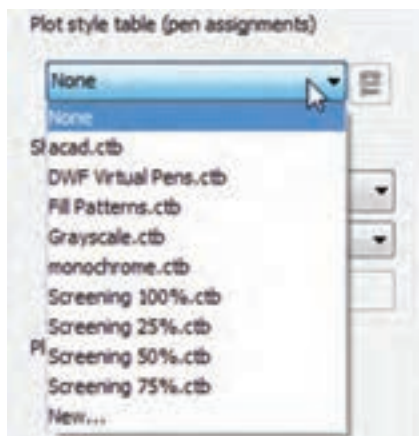 Plot style table (pen assignments)
None
None
acad.ctb
DWF Virtual Pens.ctb
Fill Patterns.ctb
Grayscale.ctb
monochrome.ctb
Screening 100%.ctb
Screening 25%.ctb
Screening 50%.ctb
Screening 75%.ctb
New...